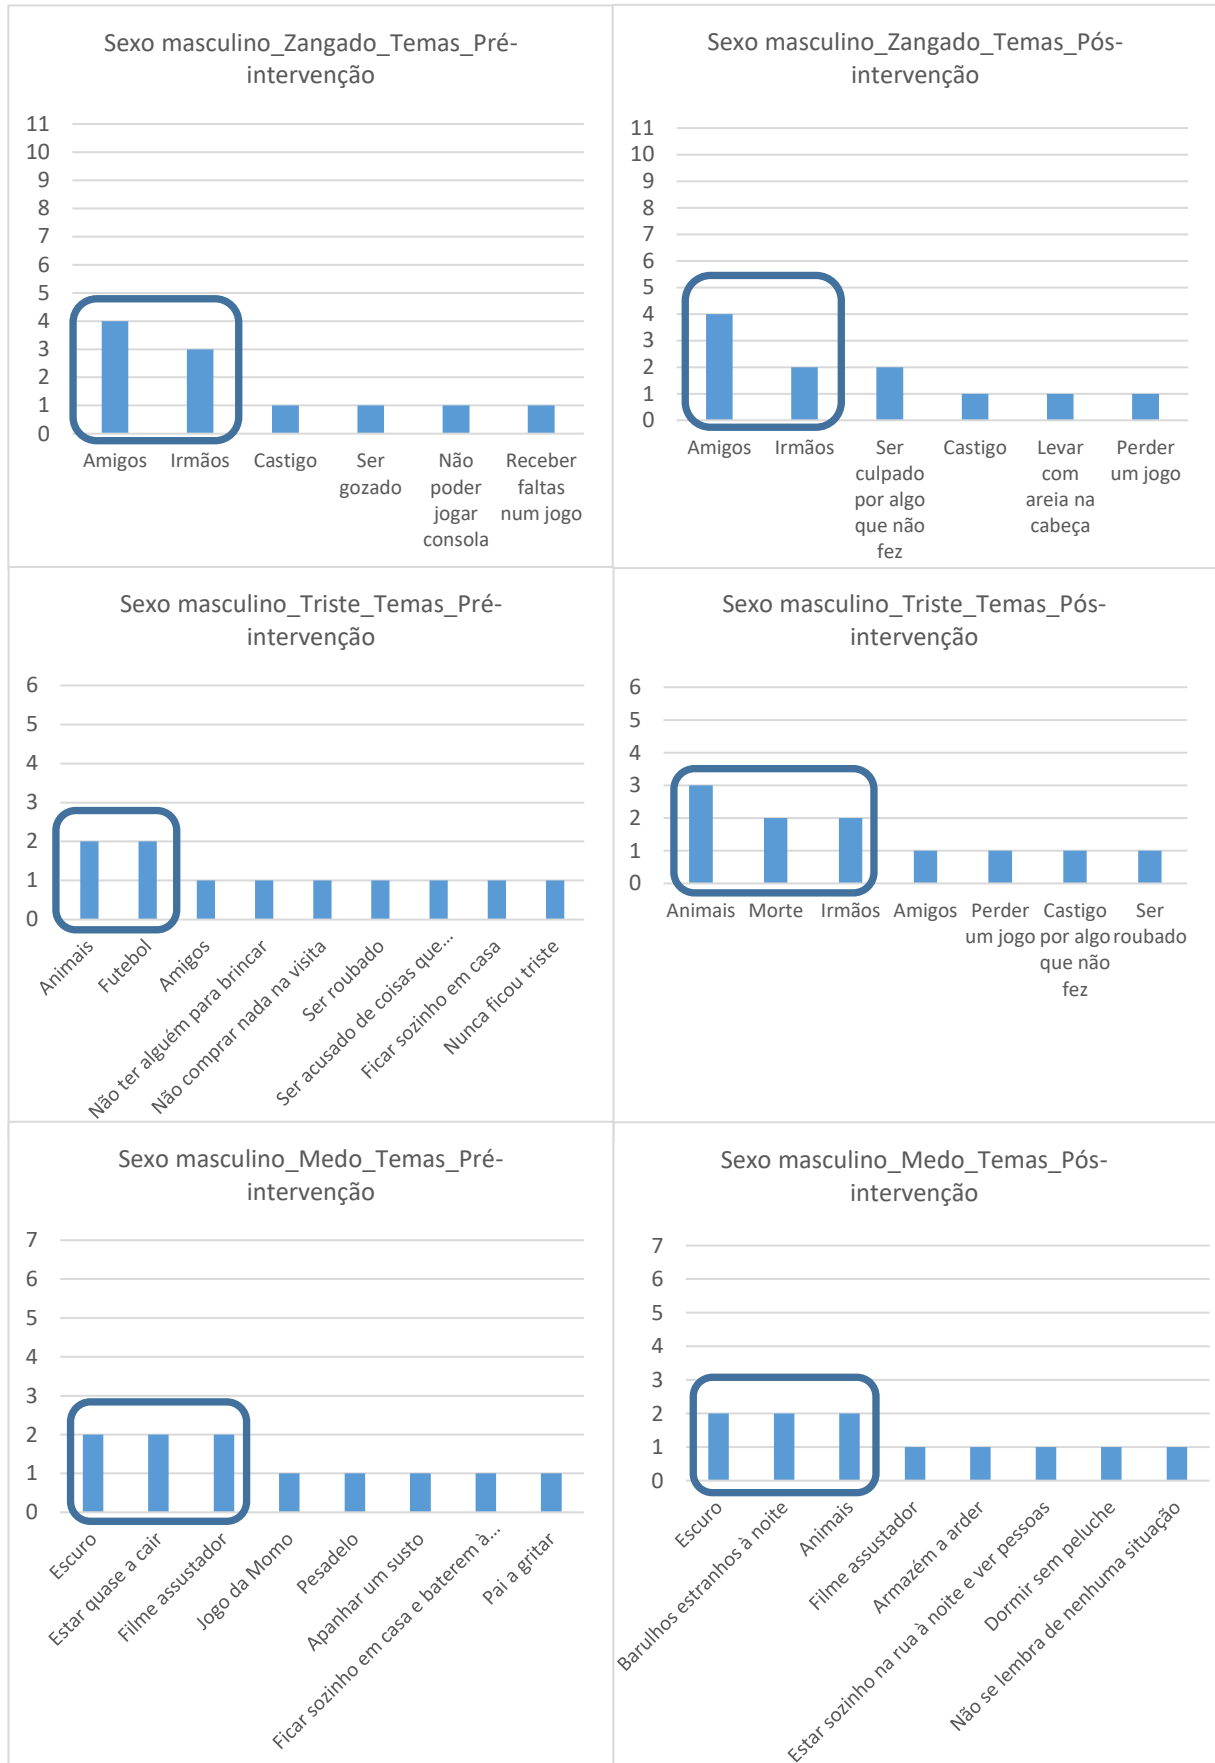 Sexo masculino_Zangado_Temas_Pré-
intervenção
11
10
9
8
7
6
5
4
3
2
1
0
Amigos Irmãos Castigo Ser Não Receber
gozado poder faltas
jogar num jogo
consola
Sexo masculino_Zangado_Temas_Pós-
intervenção
11
10
9
8
7
6
5
4
3
2
1
0
Amigos Irmãos Ser Castigo Levar Perder
culpado com um jogo
por algo areia na
que não cabeça
fez
Sexo masculino_Triste_Temas_Pré-
intervenção
6
5
4
3
2
1
0
Animais
Futebol
Amigos
Não ter alguém para brincar
Não comprar nada na visita
Ser roubado
Ser acusado de coisas que...
Ficar sozinho em casa
Nunca ficou triste
Sexo masculino_Triste_Temas_Pós-
intervenção
6
5
4
3
2
1
0
Animais Morte Irmãos Amigos Perder Castigo Ser
um jogo por algo roubado
que não
fez
Sexo masculino_Medo_Temas_Pré-
intervenção
7
6
5
4
3
2
1
0
Escuro
Estar quase a cair
Filme assustador
Jogo da Momo
Pesadelo
Apanhar um susto
Ficar sozinho em casa e baterem à...
Pai a gritar
Sexo masculino_Medo_Temas_Pós-
intervenção
7
6
5
4
3
2
1
0
Escuro
Barulhos estranhos à noite
Animais
Filme assustador
Armazém a arder
Estar sozinho na rua à noite e ver pessoas
Dormir sem peluche
Não se lembra de nenhuma situação